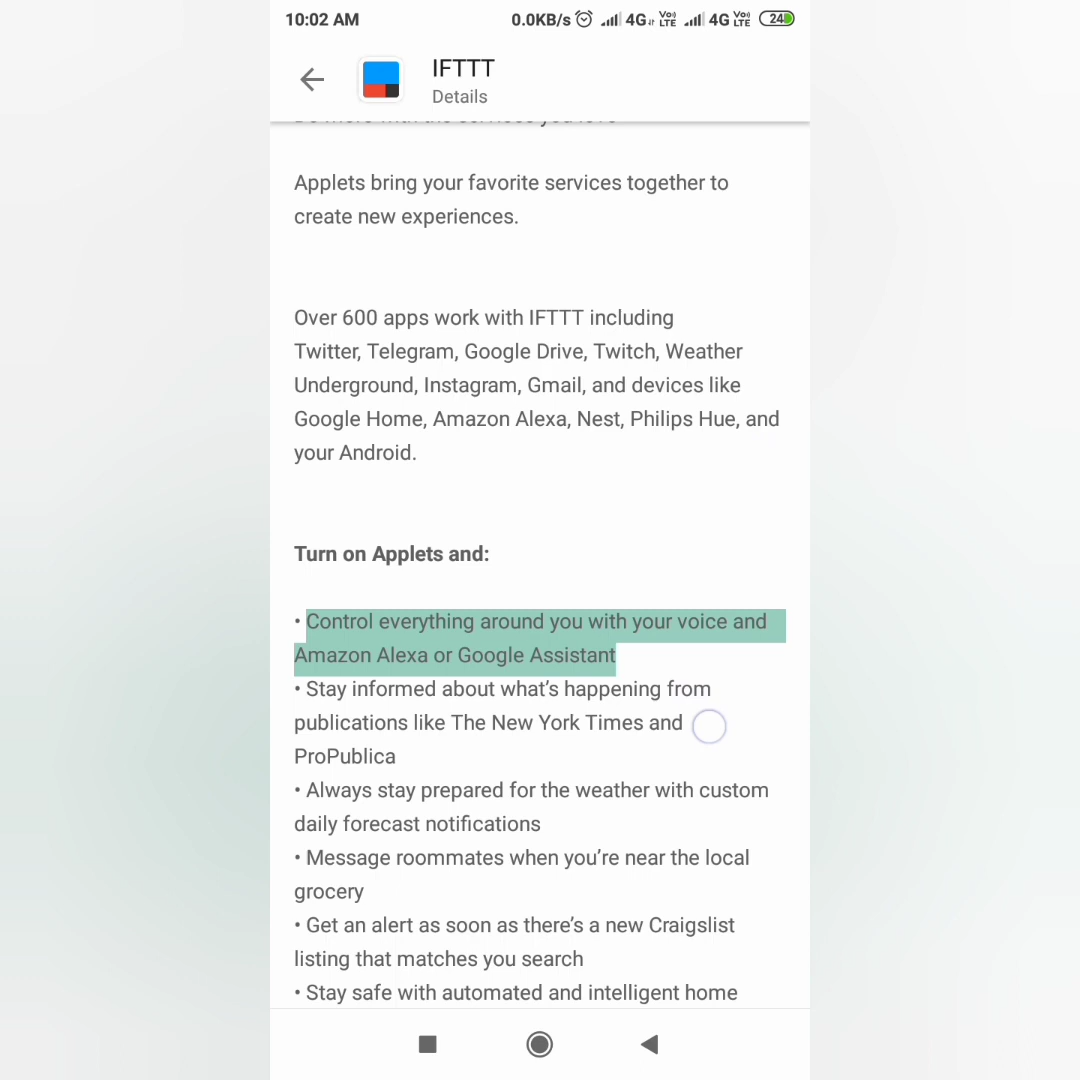 10:02 AM 0.0KB/s 4G Vo) LTE 4G Vo) LTE 24
IFTTT
Details
Applets bring your favorite services together to
create new experiences.
Over 600 apps work with IFTTT including
Twitter, Telegram, Google Drive, Twitch, Weather
Underground, Instagram, Gmail, and devices like
Google Home, Amazon Alexa, Nest, Philips Hue, and
your Android.
Turn on Applets and:
• Control everything around you with your voice and
Amazon Alexa or Google Assistant
• Stay informed about what’s happening from
publications like The New York Times and
ProPublica
• Always stay prepared for the weather with custom
daily forecast notifications
• Message roommates when you’re near the local
grocery
• Get an alert as soon as there’s a new Craigslist
listing that matches you search
• Stay safe with automated and intelligent home